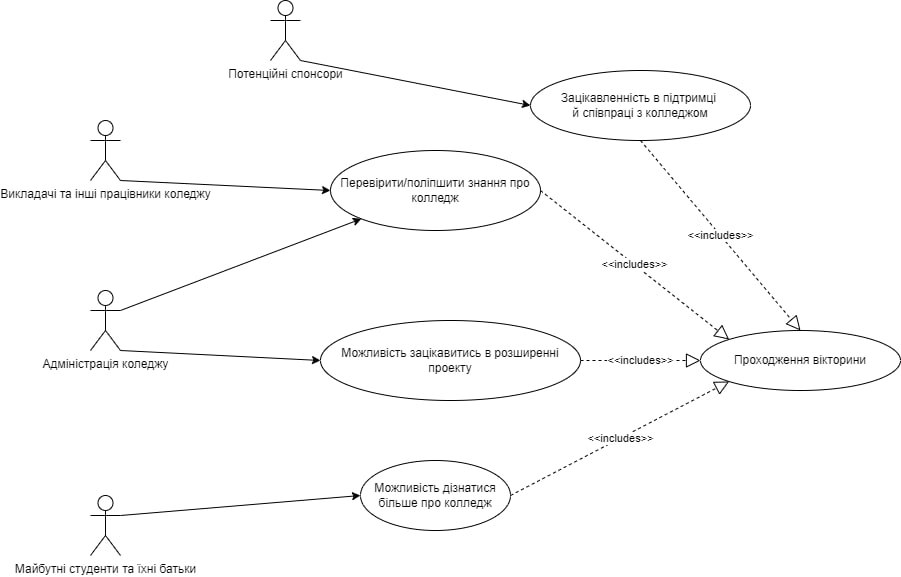 Потенційні спонсори
Зацікавленність в підтримці
й співпраці з колледжом
Викладачі та інші працівники коледжу
Перевірити/поліпшити знання про
колледж
<<includes>>
<<includes>>
Адміністрація коледжу
Можливість зацікавитись в розширенні
проекту
<<includes>>
Проходження вікторини
<<includes>>
Можливість дізнатися
більше про колледж
Майбутні студенти та їхні батьки